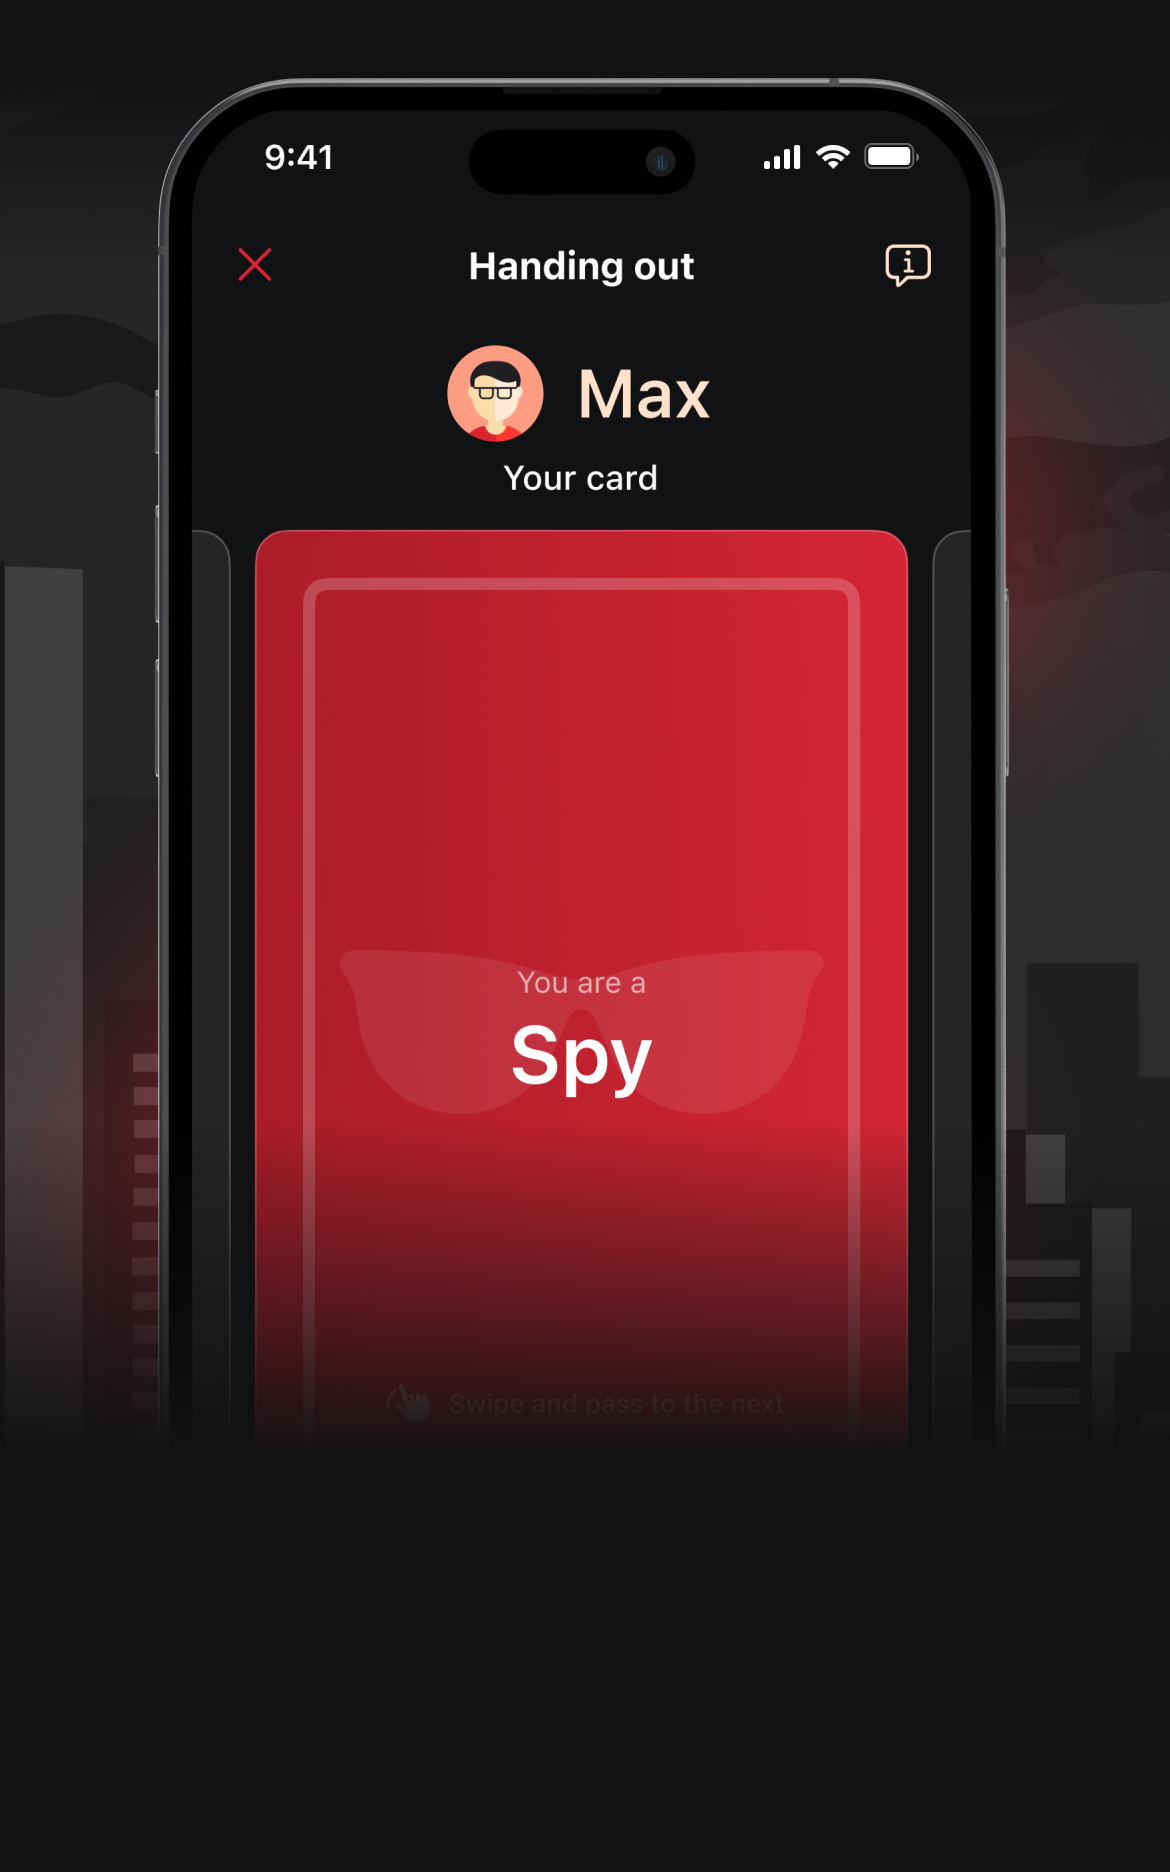 9:41
Handing out
Max
Your card
You are a
Spy
Swipe and pass to the next